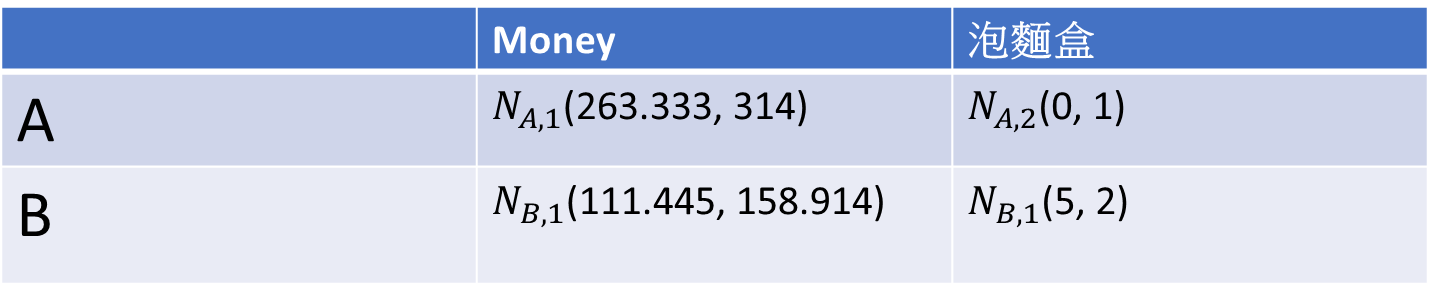 Money 泡麵盒
A N_{A,1}(263.333, 314) N_{A,2}(0, 1)
B N_{B,1}(111.445, 158.914) N_{B,1}(5, 2)